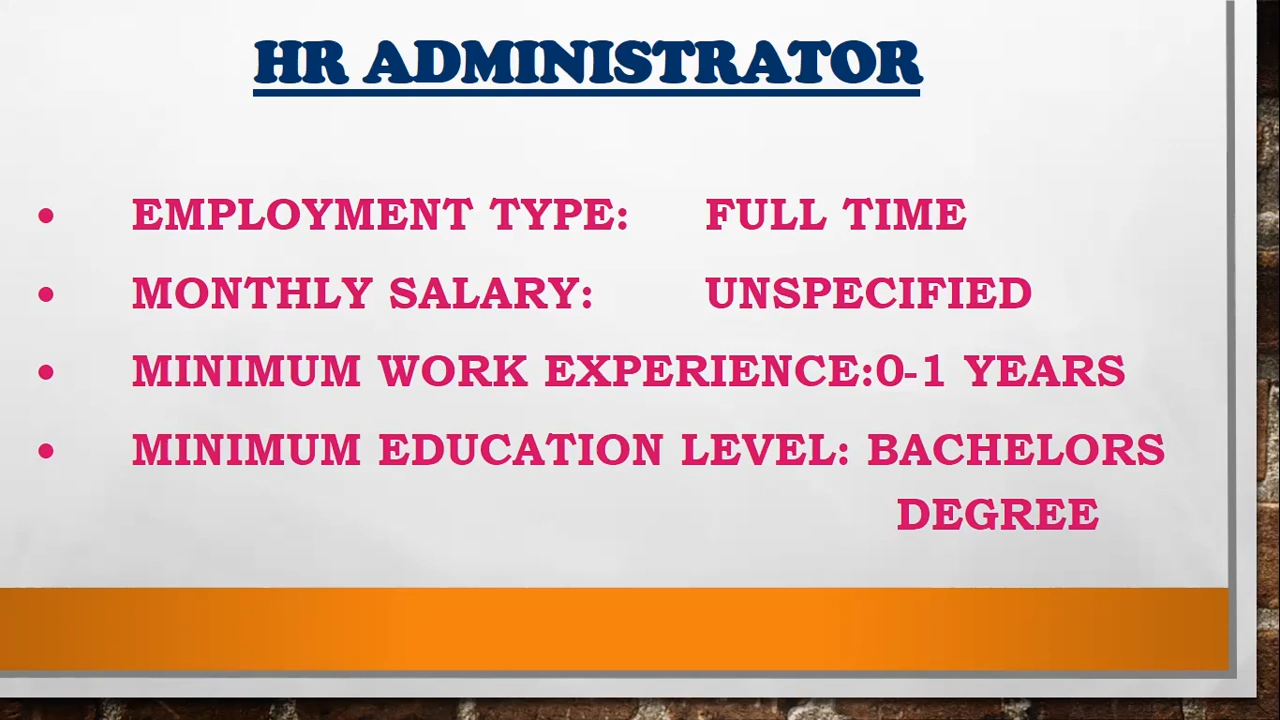 HR ADMINISTRATOR
• EMPLOYMENT TYPE: FULL TIME
• MONTHLY SALARY: UNSPECIFIED
• MINIMUM WORK EXPERIENCE:0-1 YEARS
• MINIMUM EDUCATION LEVEL: BACHELORS
DEGREE